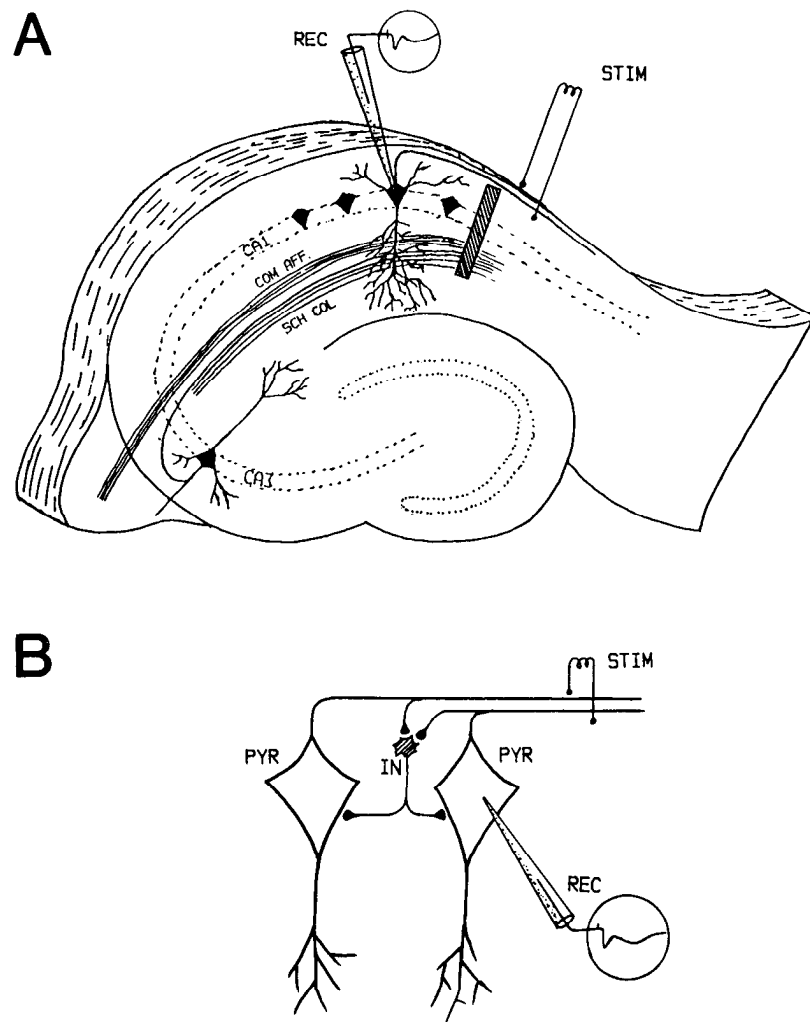 A
REC
STIM
CA1
COM AFF.
SCH COL
CA3
B
STIM
PYR
IN
PYR
REC